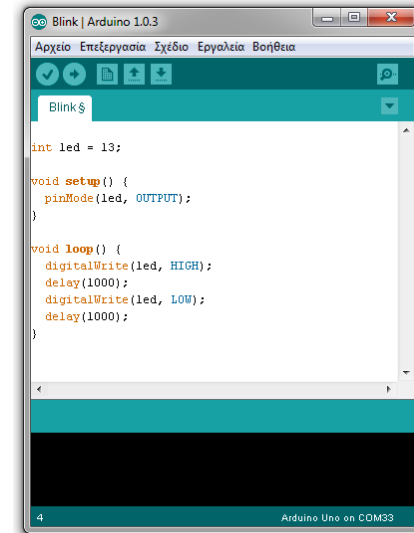 Blink | Arduino 1.0.3
Αρχείο Επεξεργασία Σχέδιο Εργαλεία Βοήθεια
Blink §
int led = 13;
void setup() {
  pinMode(led, OUTPUT);
}
void loop() {
  digitalWrite(led, HIGH);
  delay(1000);
  digitalWrite(led, LOW);
  delay(1000);
}
4 Arduino Uno on COM33